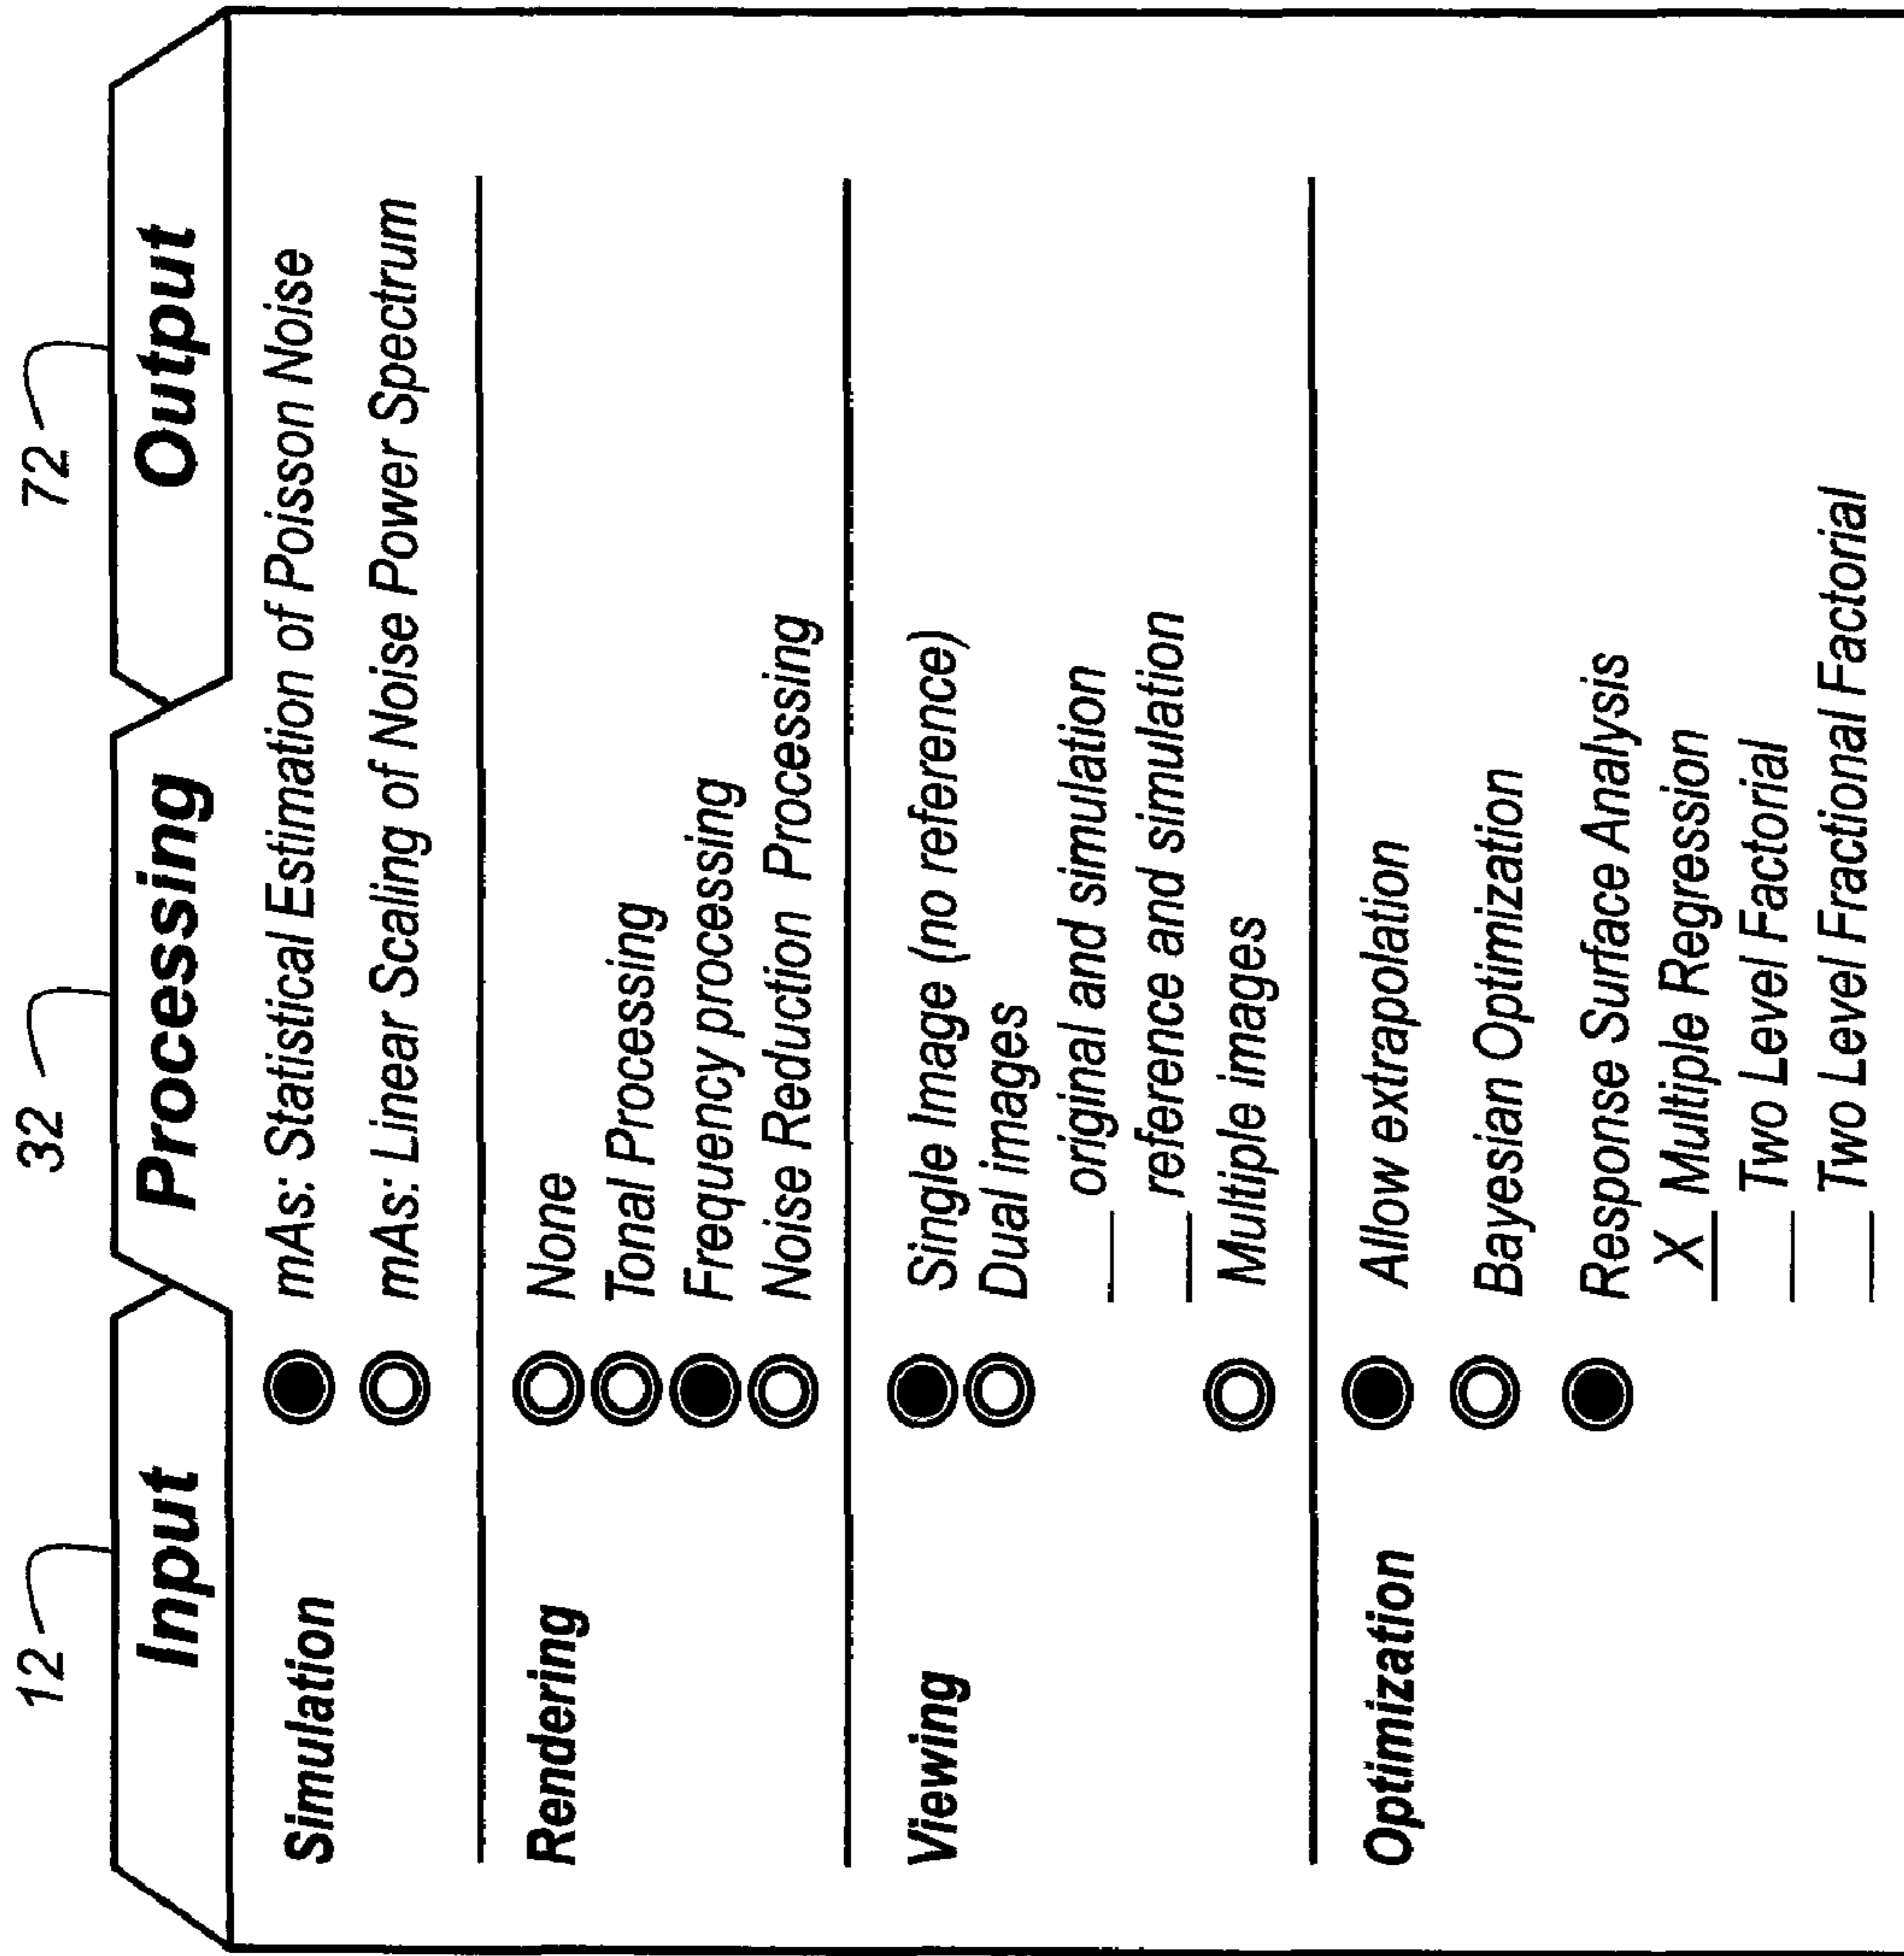 12 32 72
Input Processing Output
Simulation mAs: Statistical Estimation of Poisson Noise
mAs: Linear Scaling of Noise Power Spectrum
Rendering None
Tonal Processing
Frequency processing
Noise Reduction Processing
Viewing Single Image (no reference)
Dual images
original and simulation
reference and simulation
Multiple images
Optimization Allow extrapolation
Bayesian Optimization
Response Surface Analysis
X Multiple Regression
Two Level Factorial
Two Level Fractional Factorial